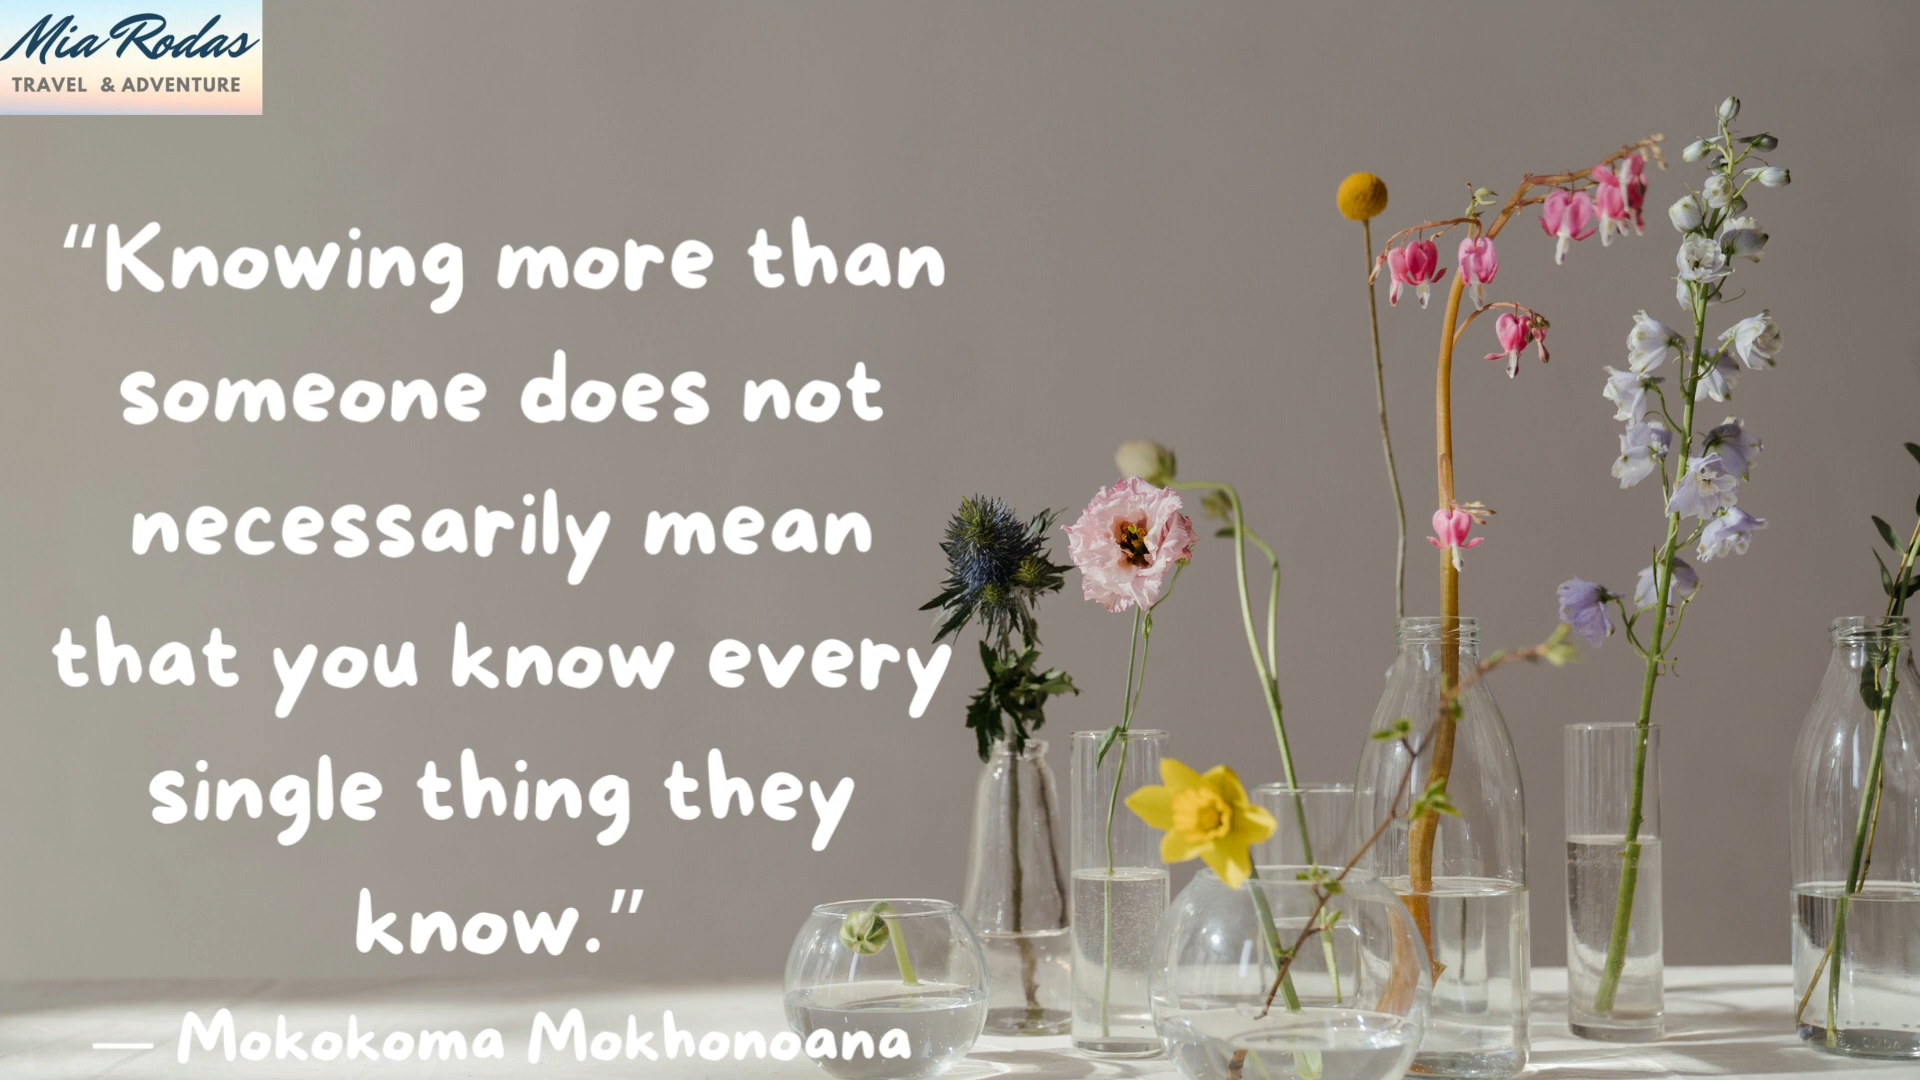 Mia Rodas
TRAVEL & ADVENTURE
“Knowing more than
someone does not
necessarily mean
that you know every
single thing they
know.”
— Mokokoma Mokhonoana